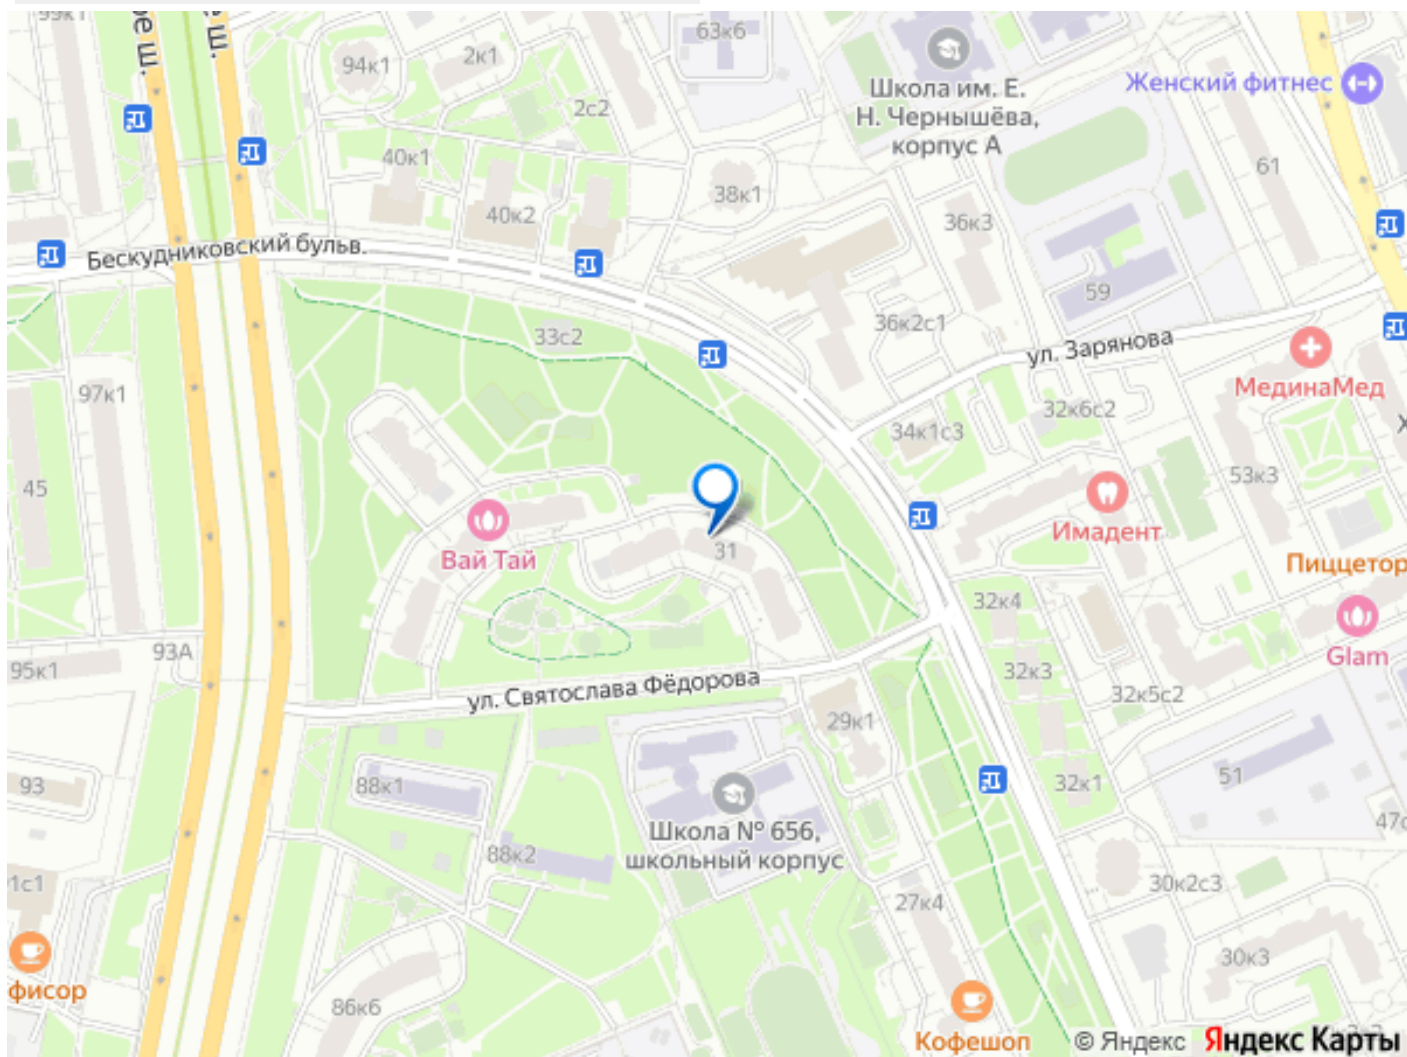 99к1
ре ш.
ш.
94к1
2к1
63к6
2с2
Школа им. Е.
Н. Чернышёва,
корпус А
Женский фитнес
40к1
40к2
38к1
36к3
61
Бескудниковский бульв.
59
33с2
36к2с1
ул. Зарянова
МединаМед
97к1
34к1с3
32к6с2
Х
45
53к3
Вай Тай
31
Имадент
Пиццетор
32к4
93А
95к1
32к3
Glam
ул. Святослава Фёдорова
32к5с2
29к1
93
88к1
32к1
51
Школа № 656,
школьный корпус
47с
88к2
1с1
30к2с3
27к4
фисор
86к6
30к3
Кофешоп
© Яндекс Яндекс Карты